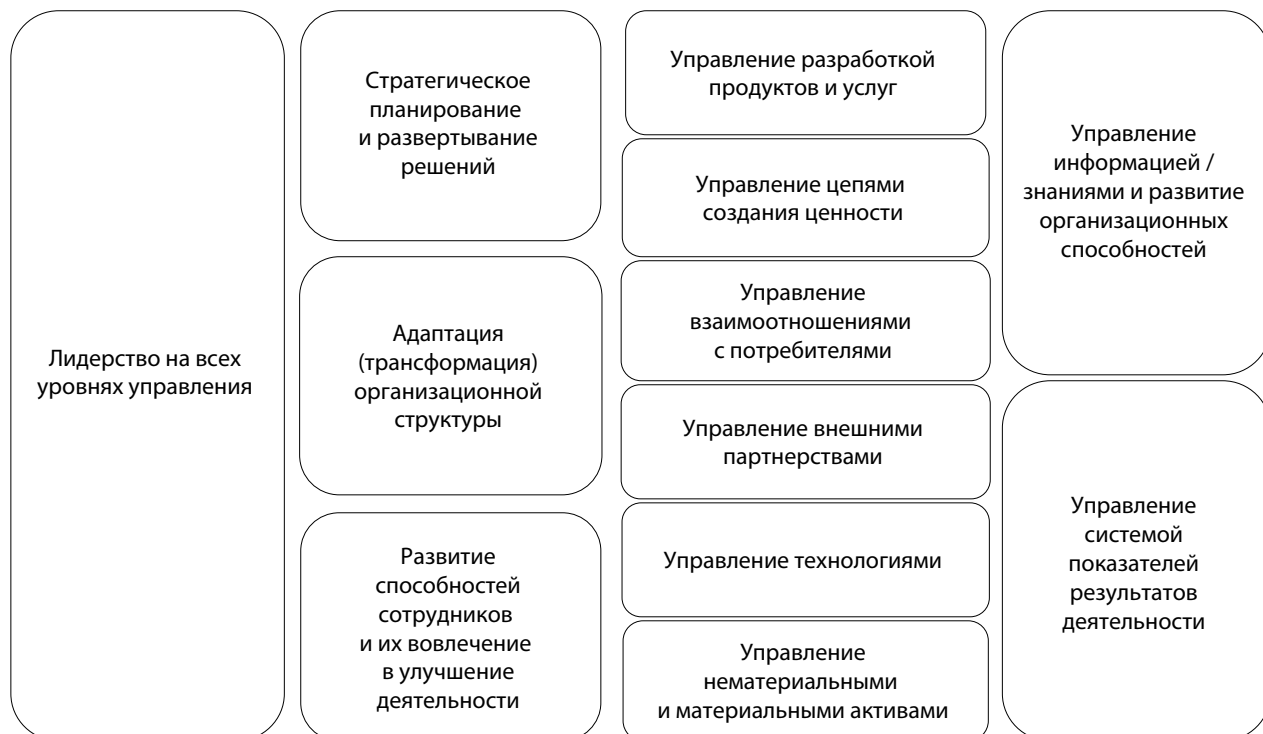 Лидерство на всех
уровнях управления
Стратегическое
планирование
и развертывание
решений
Адаптация
(трансформация)
организационной
структуры
Развитие
способностей
сотрудников
и их вовлечение
в улучшение
деятельности
Управление разработкой
продуктов и услуг
Управление цепями
создания ценности
Управление
взаимоотношениями
с потребителями
Управление внешними
партнерствами
Управление технологиями
Управление
нематериальными
и материальными активами
Управление
информацией /
знаниями и развитие
организационных
способностей
Управление
системой
показателей
результатов
деятельности